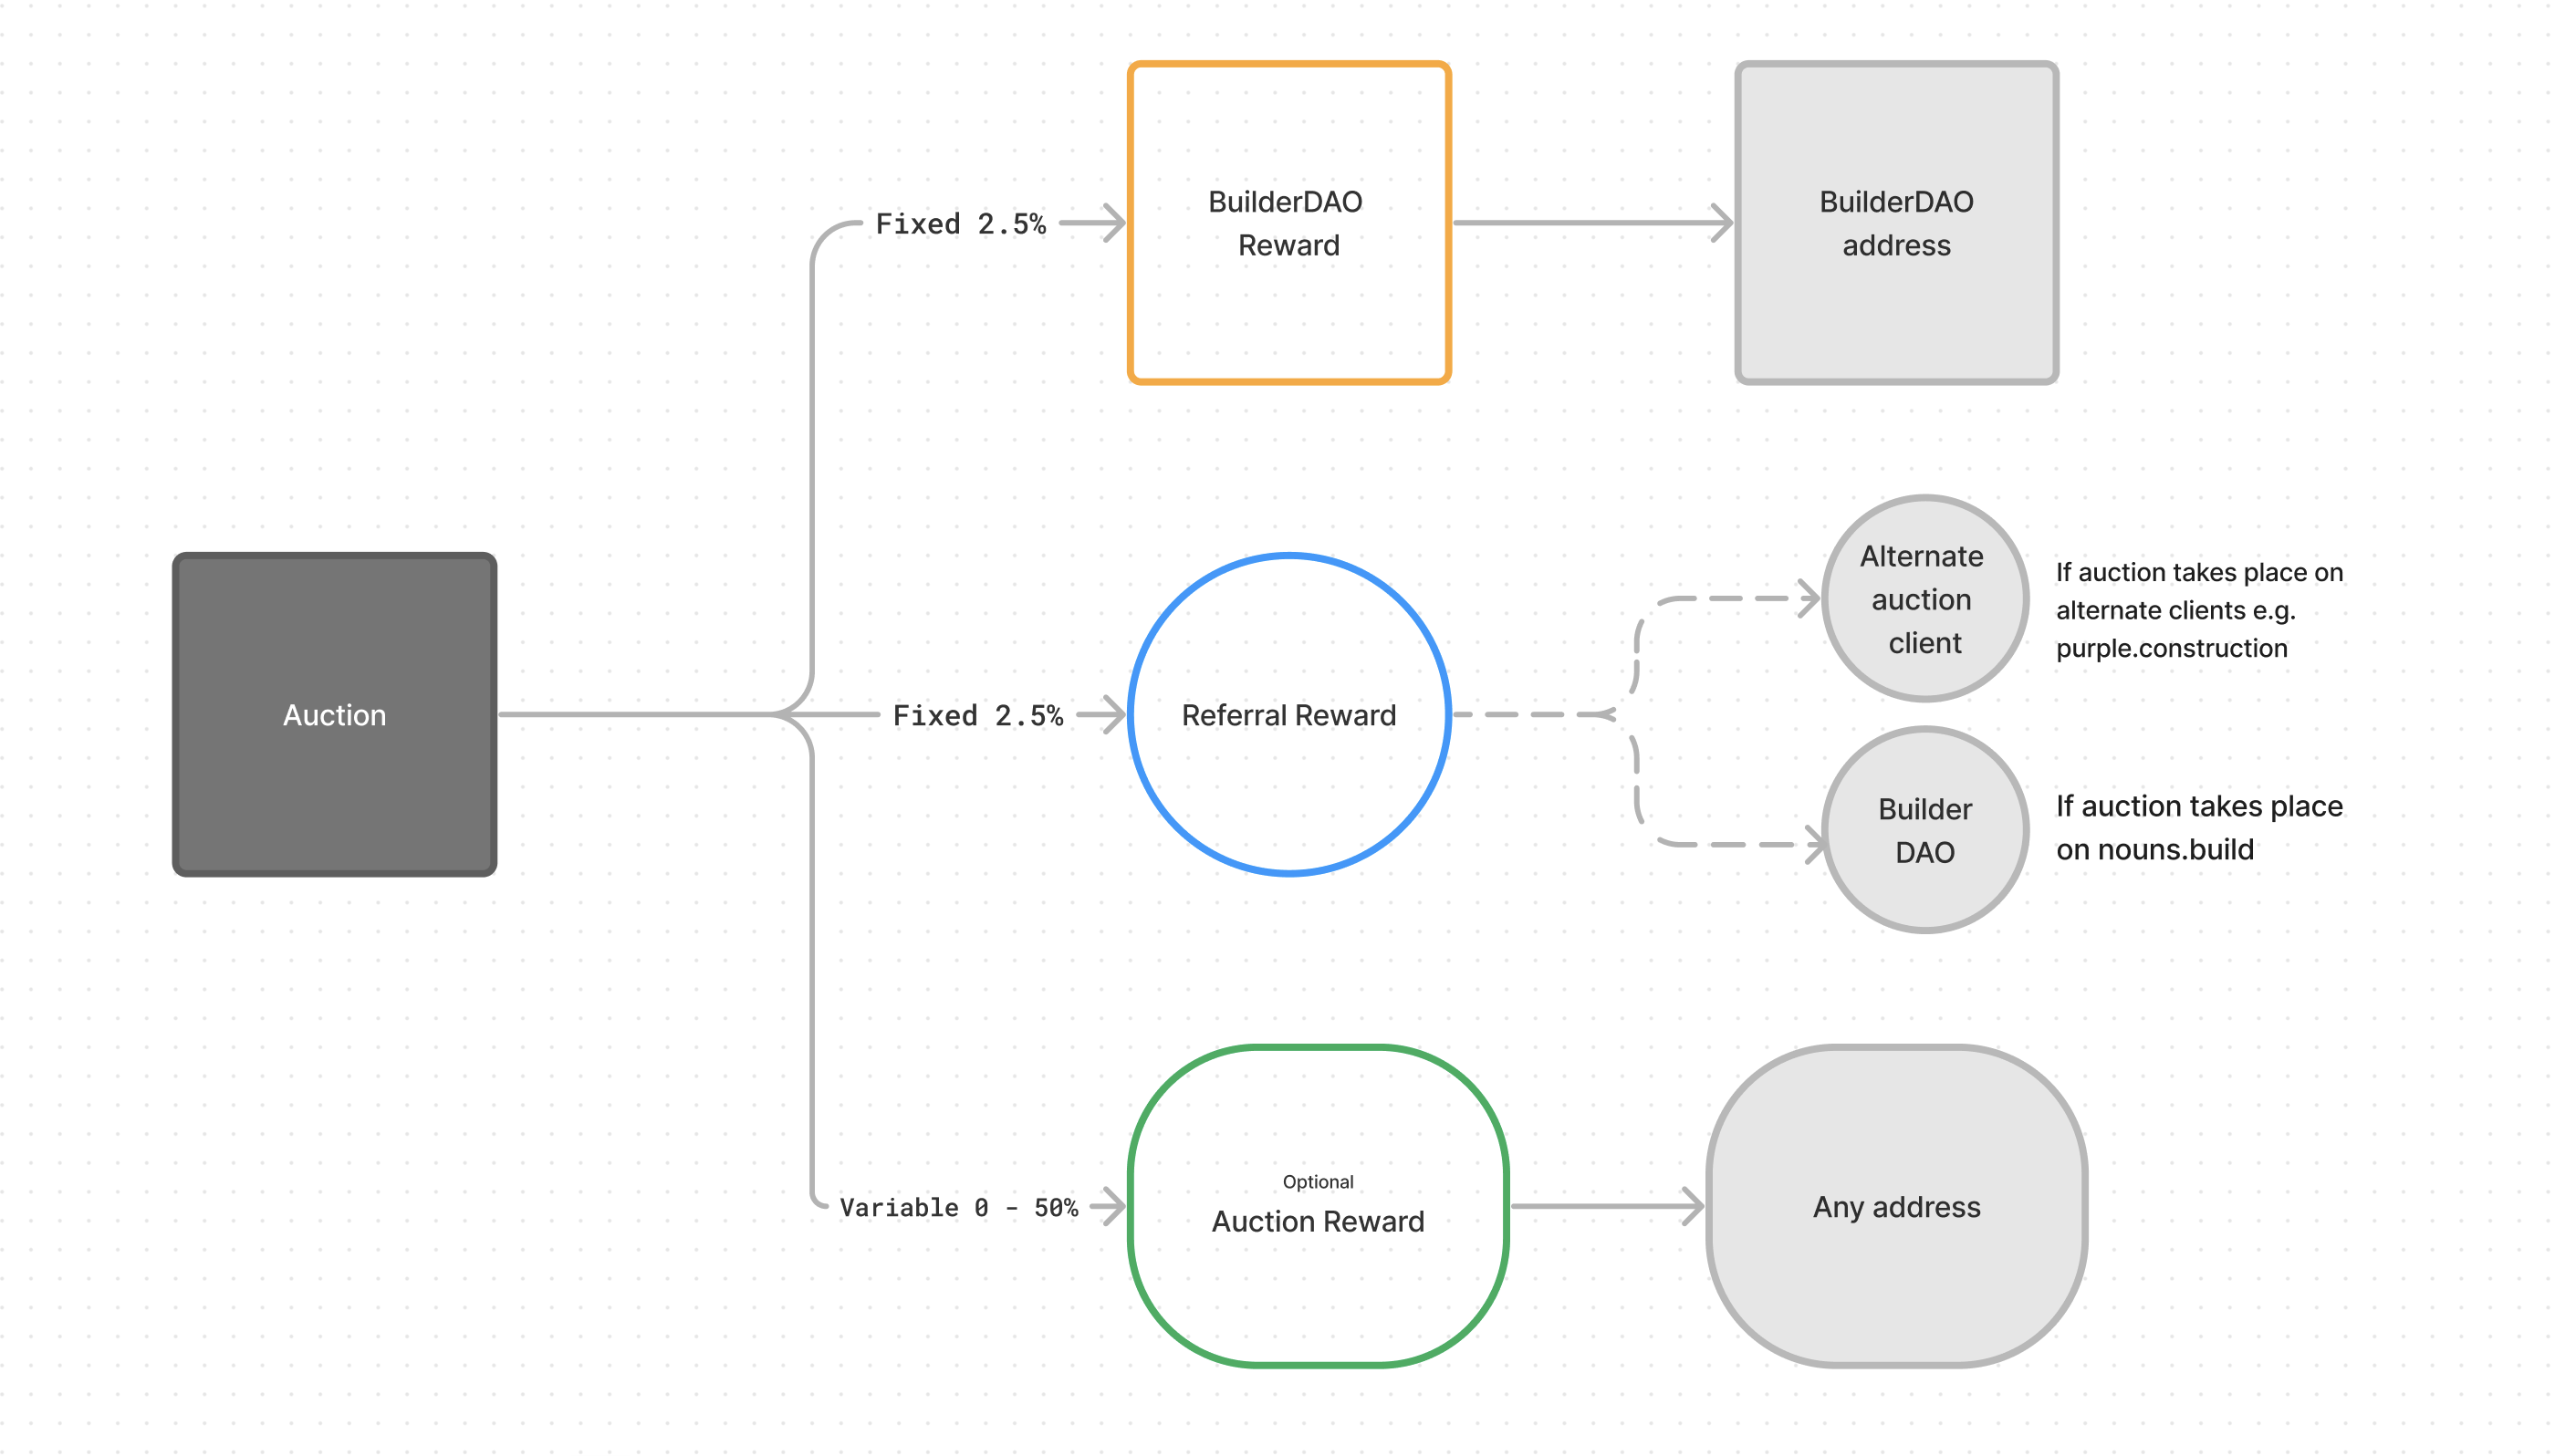 Fixed 2.5%
BuilderDAO
Reward
BuilderDAO
address
Auction
Fixed 2.5%
Referral Reward
Alternate
auction
client
If auction takes place on
alternate clients e.g.
purple.construction
Builder
DAO
If auction takes place
on nouns.build
Variable 0 - 50%
Optional
Auction Reward
Any address